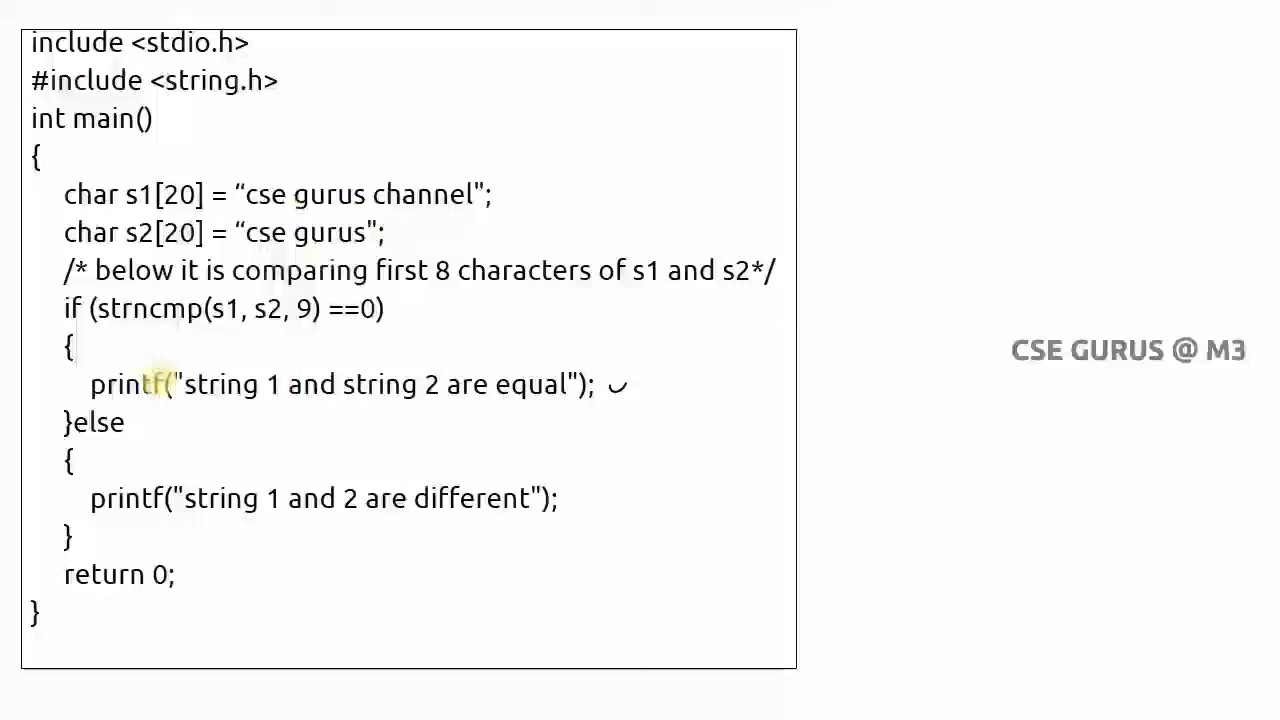 include <stdio.h>
#include <string.h>
int main()
{
char s1[20] = “cse gurus channel";
char s2[20] = “cse gurus";
/* below it is comparing first 8 characters of s1 and s2*/
if (strncmp(s1, s2, 9) ==0)
{
printf("string 1 and string 2 are equal");
}else
{
printf("string 1 and 2 are different");
}
return 0;
}
CSE GURUS @ M3